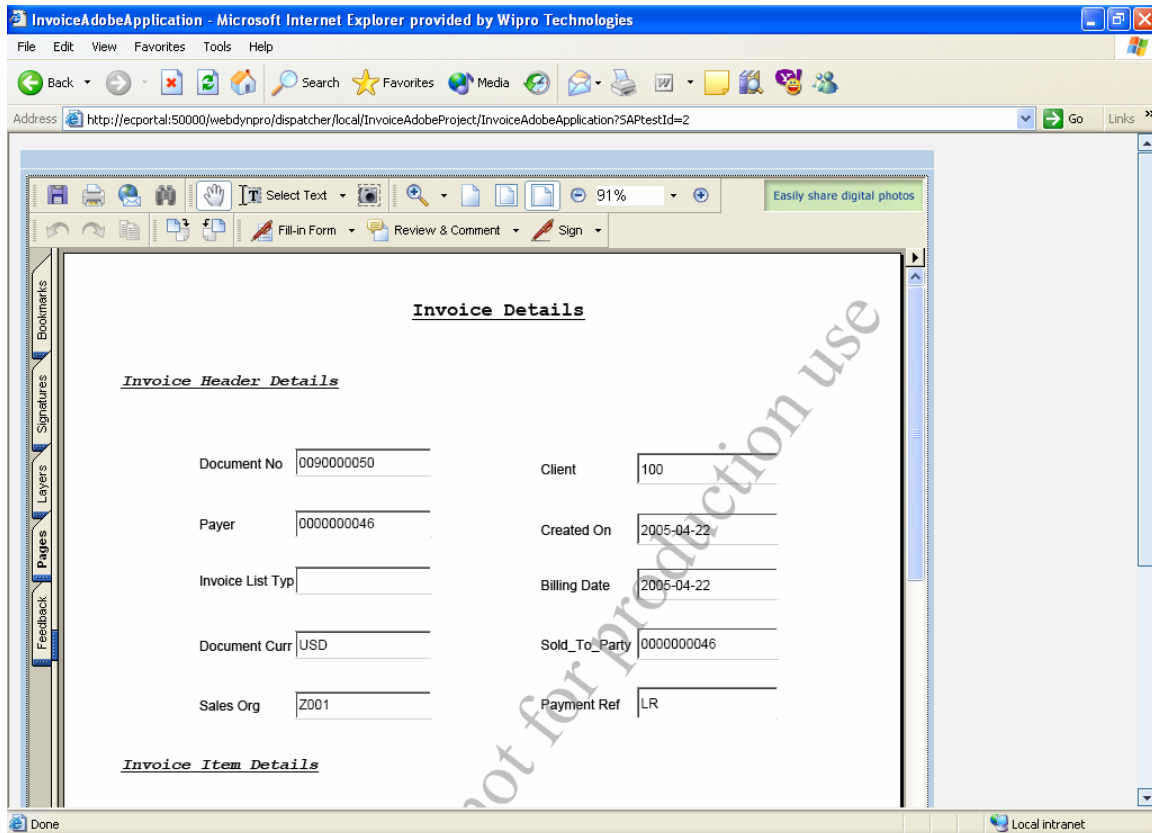 InvoiceAdobeApplication - Microsoft Internet Explorer provided by Wipro Technologies
File Edit View Favorites Tools Help
Back Search Favorites Media
Address http://ecportal:50000/webdynpro/dispatcher/local/InvoiceAdobeProject/InvoiceAdobeApplication?SAPtestId=2 Go Links »
Select Text 91% Easily share digital photos
Fill-in Form Review & Comment Sign
Bookmarks
Signatures
Layers
Pages
Feedback
Invoice Details
Invoice Header Details
Document No 0090000050 Client 100
Payer 0000000046 Created On 2005-04-22
Invoice List Typ Billing Date 2005-04-22
Document Curr USD Sold_To_Party 0000000046
Sales Org Z001 Payment Ref LR
Invoice Item Details
not for production use
Done Local intranet